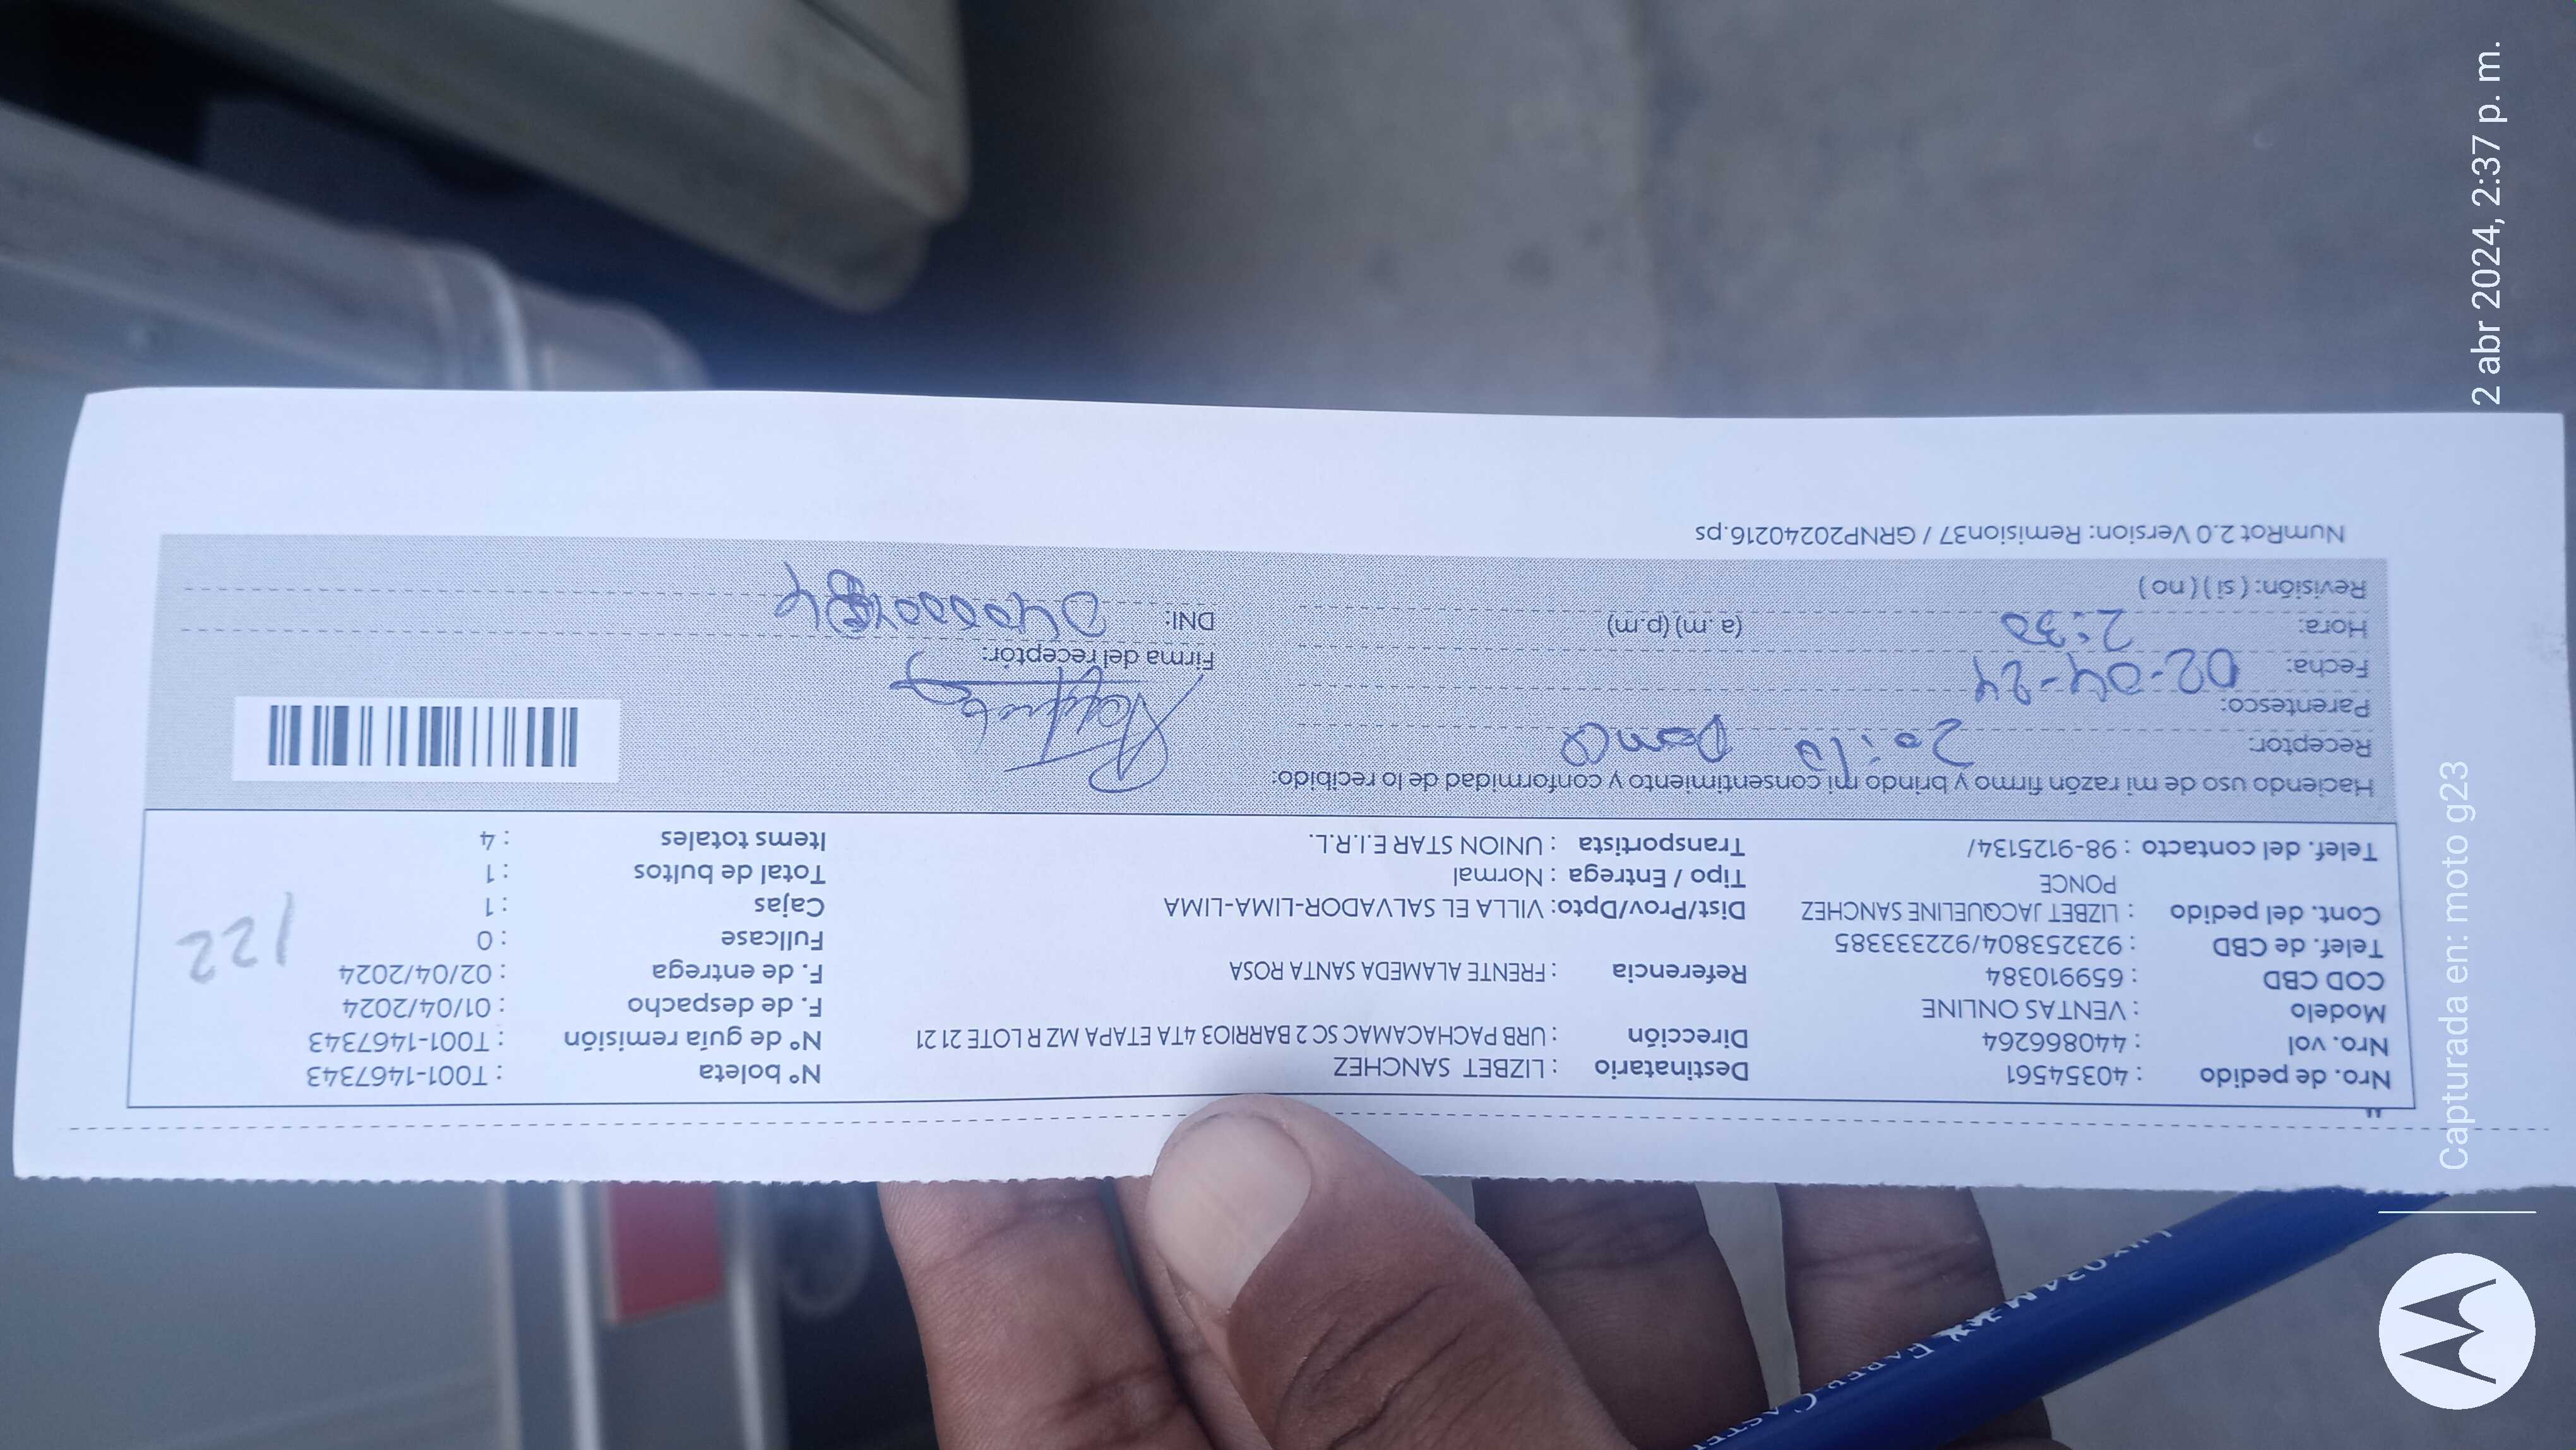 Nro. de pedido : 40354561
Nro. vol : 440866264
Modelo : VENTAS ONLINE
COD CBD : 659910384
Telef. de CBD : 923253804/922333385
Cont. del pedido : LIZBET JACQUELINE SANCHEZ
PONCE
Telef. del contacto : 98-9125134/
Destinatario : LIZBET SANCHEZ
Dirección : URB PACHACAMAC SC 2 BARRIO3 4TA ETAPA MZ R LOTE 21 21
Referencia : FRENTE ALAMEDA SANTA ROSA
Dist/Prov/Dpto: VILLA EL SALVADOR-LIMA-LIMA
Tipo / Entrega : Normal
Transportista : UNION STAR E.I.R.L.
N° boleta : T001-1467343
N° de guía remisión : T001-1467343
F. de despacho : 01/04/2024
F. de entrega : 02/04/2024
Fullcase : 0
Cajas : 1
Total de bultos : 1
Items totales : 4
122
Haciendo uso de mi razón firmo y brindo mi consentimiento y conformidad de lo recibido:
Receptor: Zoilo
Parentesco:
Fecha: 02-04-24
Hora: 2:30 (a.m) (p.m)
Revisión: ( si ) ( no )
Firma del receptor:
DNI:
NumRot 2.0 Version: Remision37 / GRNP20240216.ps
2 abr 2024, 2:37 p. m.
Capturada en: moto g23